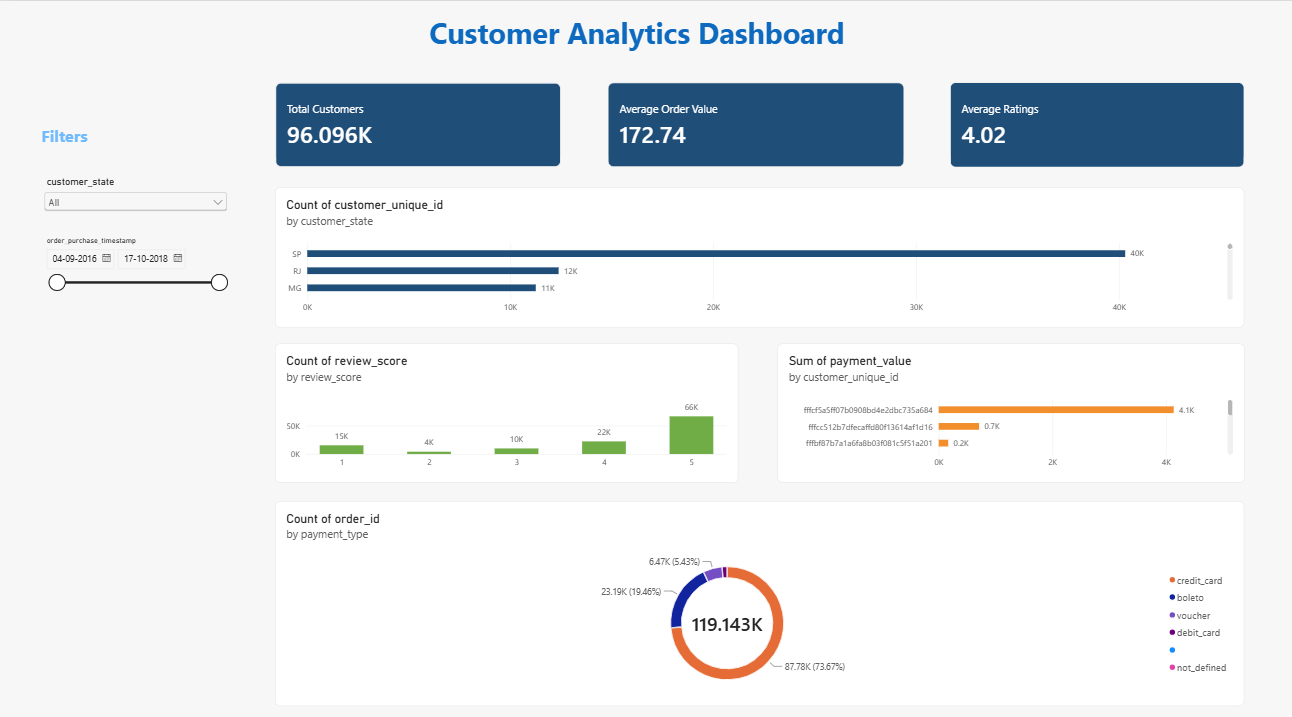 Customer Analytics Dashboard
Filters
customer_state
All
order_purchase_timestamp
04-09-2016 17-10-2018
Total Customers
96.096K
Average Order Value
172.74
Average Ratings
4.02
Count of customer_unique_id
by customer_state
SP 40K
RJ 12K
MG 11K
0K 10K 20K 30K 40K
Count of review_score
by review_score
50K
0K
15K 4K 10K 22K 66K
1 2 3 4 5
Sum of payment_value
by customer_unique_id
fffcf5a5ff07b0908bd4e2dbc735a684 4.1K
fffcc512b7dfecaffd80f13614af1d16 0.7K
fffbf87b7a1a6fa8b03f081c5f51a201 0.2K
0K 2K 4K
Count of order_id
by payment_type
6.47K (5.43%)
23.19K (19.46%)
119.143K
87.78K (73.67%)
credit_card
boleto
voucher
debit_card
not_defined